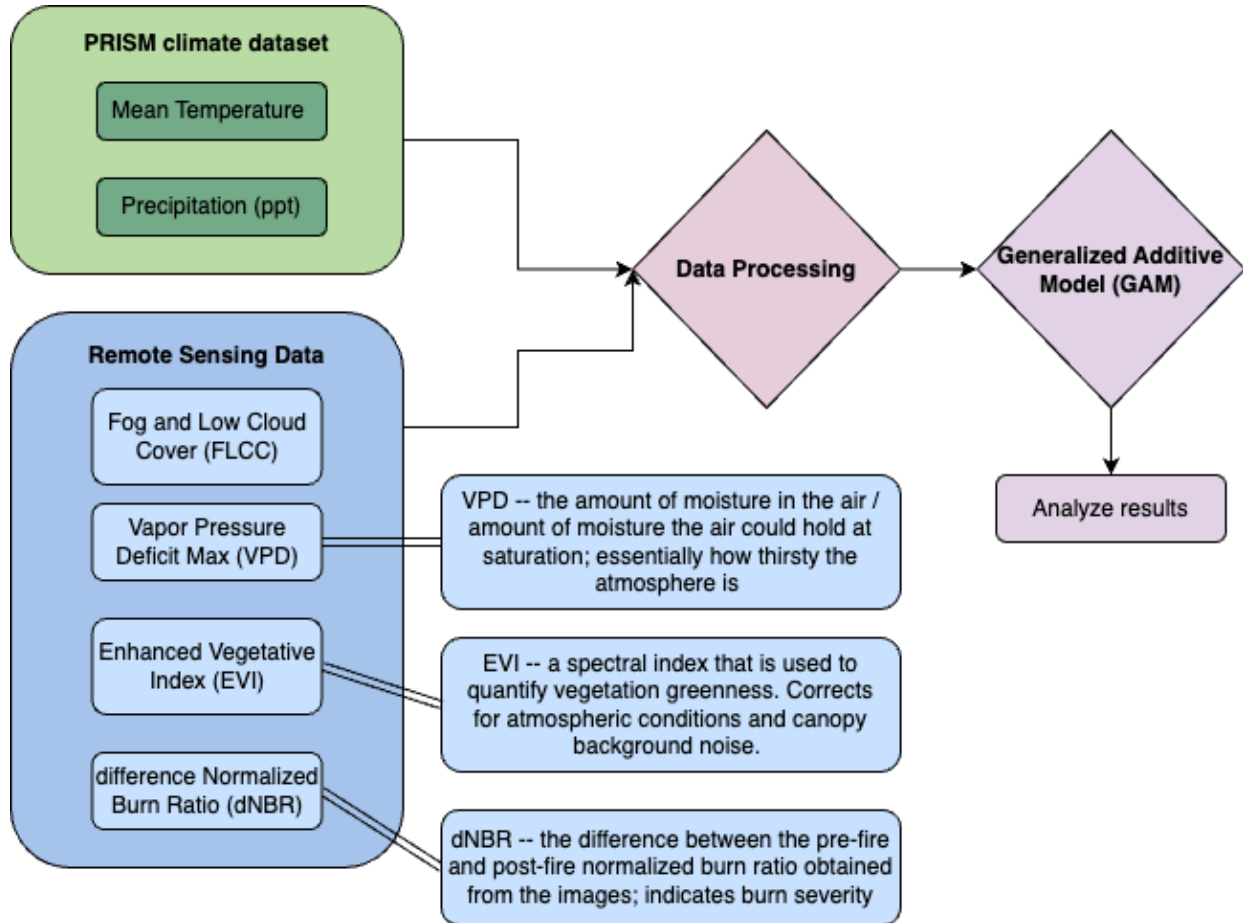 PRISM climate dataset
Mean Temperature
Precipitation (ppt)
Remote Sensing Data
Fog and Low Cloud
Cover (FLCC)
Vapor Pressure
Deficit Max (VPD)
Enhanced Vegetative
Index (EVI)
difference Normalized
Burn Ratio (dNBR)
VPD -- the amount of moisture in the air /
amount of moisture the air could hold at
saturation; essentially how thirsty the
atmosphere is
EVI -- a spectral index that is used to
quantify vegetation greenness. Corrects
for atmospheric conditions and canopy
background noise.
dNBR -- the difference between the pre-fire
and post-fire normalized burn ratio obtained
from the images; indicates burn severity
Data Processing
Generalized Additive
Model (GAM)
Analyze results